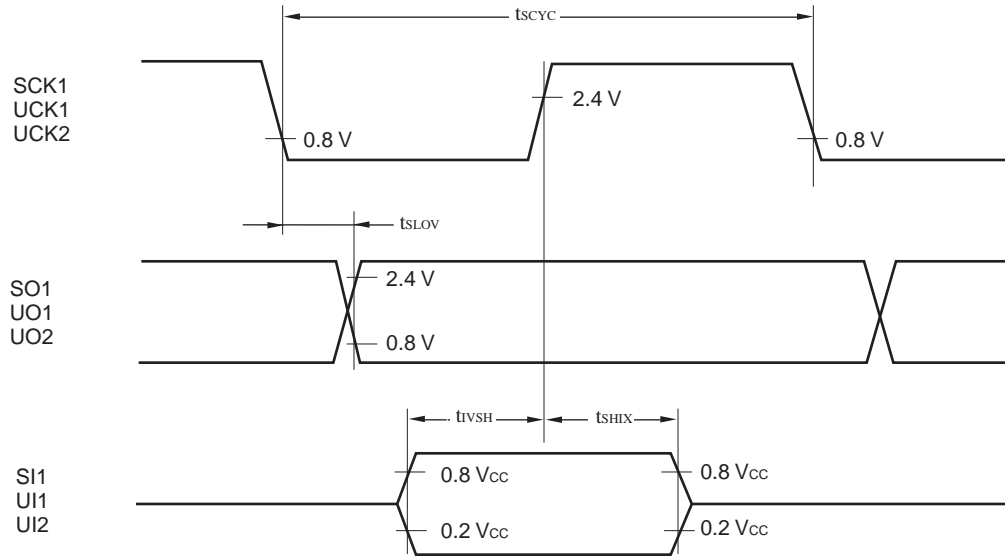 tSCYC
SCK1
UCK1
UCK2
2.4 V
0.8 V
0.8 V
tSLOV
SO1
UO1
UO2
2.4 V
0.8 V
tIVSH
tSHIX
SI1
UI1
UI2
0.8 VCC
0.8 VCC
0.2 VCC
0.2 VCC